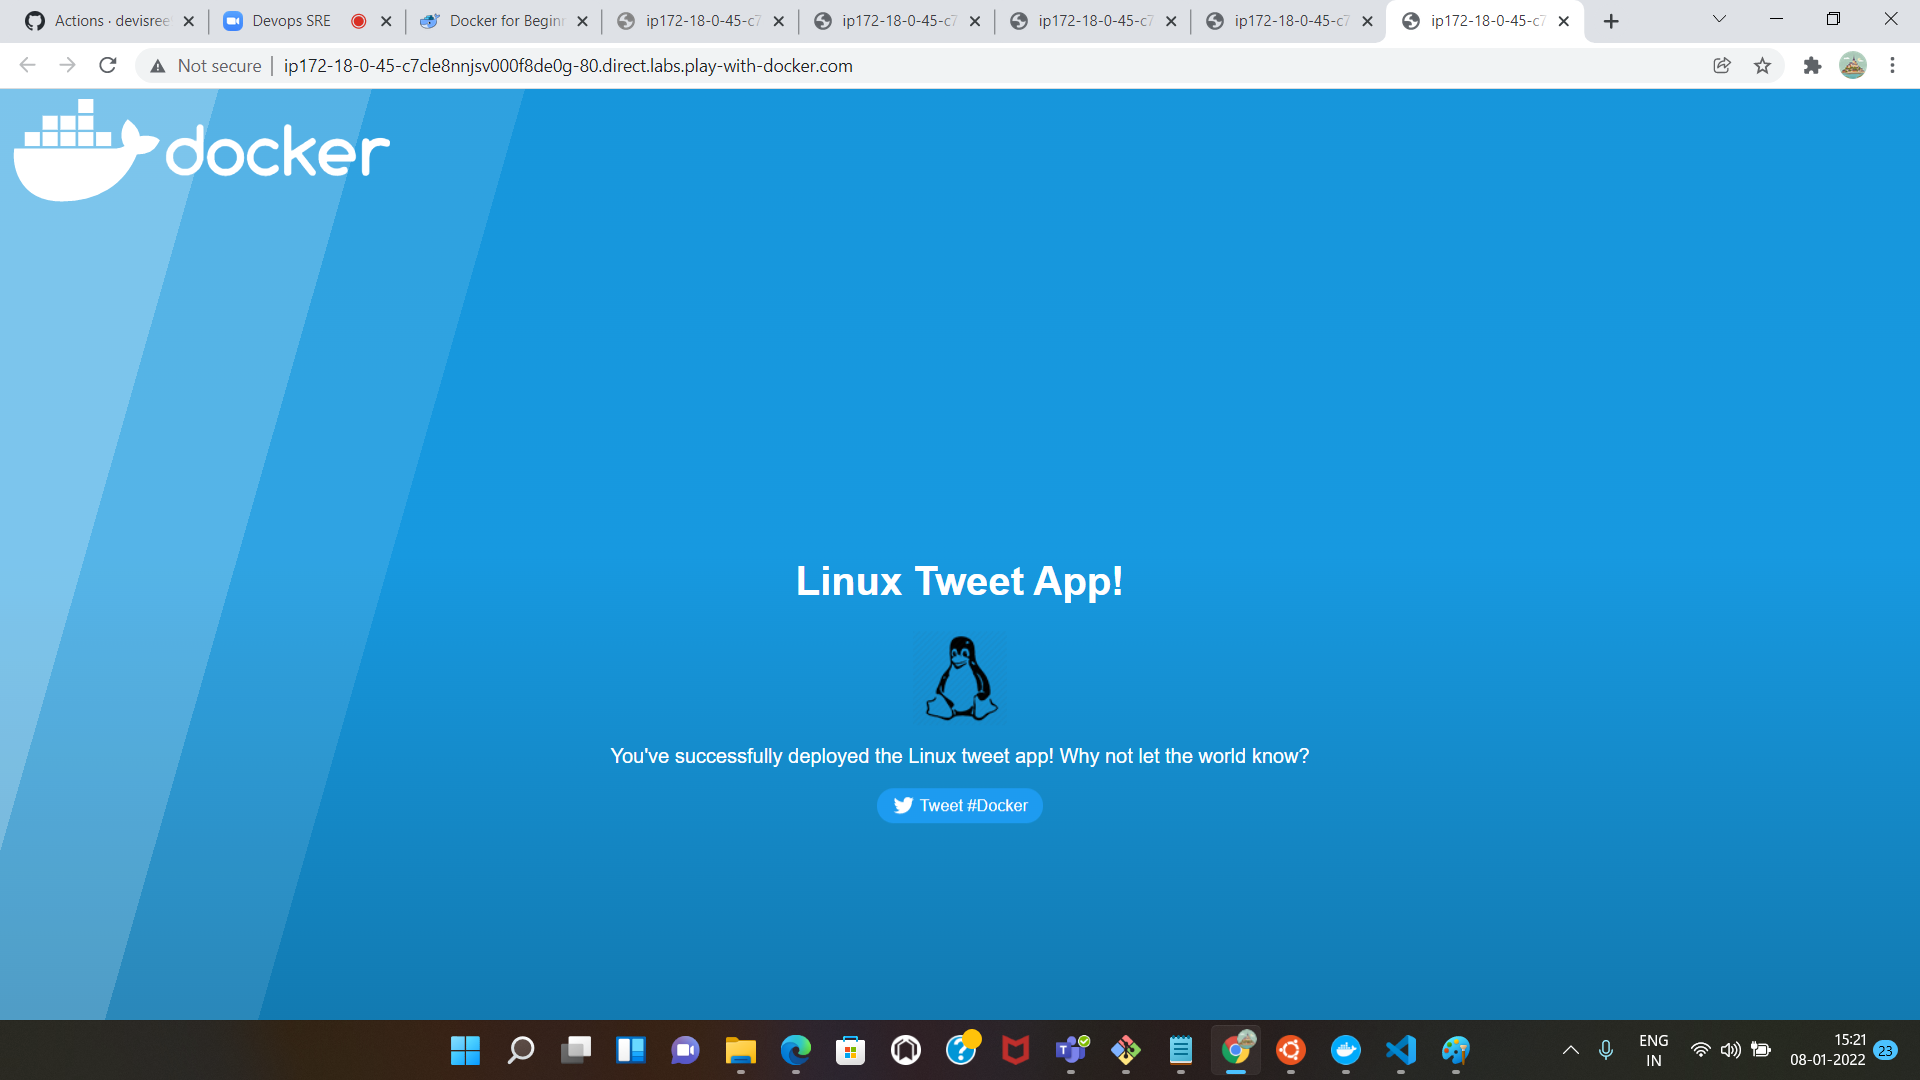 Actions · devisree
Devops SRE
Docker for Beginn
ip172-18-0-45-c7
ip172-18-0-45-c7
ip172-18-0-45-c7
ip172-18-0-45-c7
ip172-18-0-45-c7
Not secure
ip172-18-0-45-c7cle8nnjsv000f8de0g-80.direct.labs.play-with-docker.com
docker
Linux Tweet App!
You've successfully deployed the Linux tweet app! Why not let the world know?
Tweet #Docker
ENG
IN
15:21
08-01-2022
23